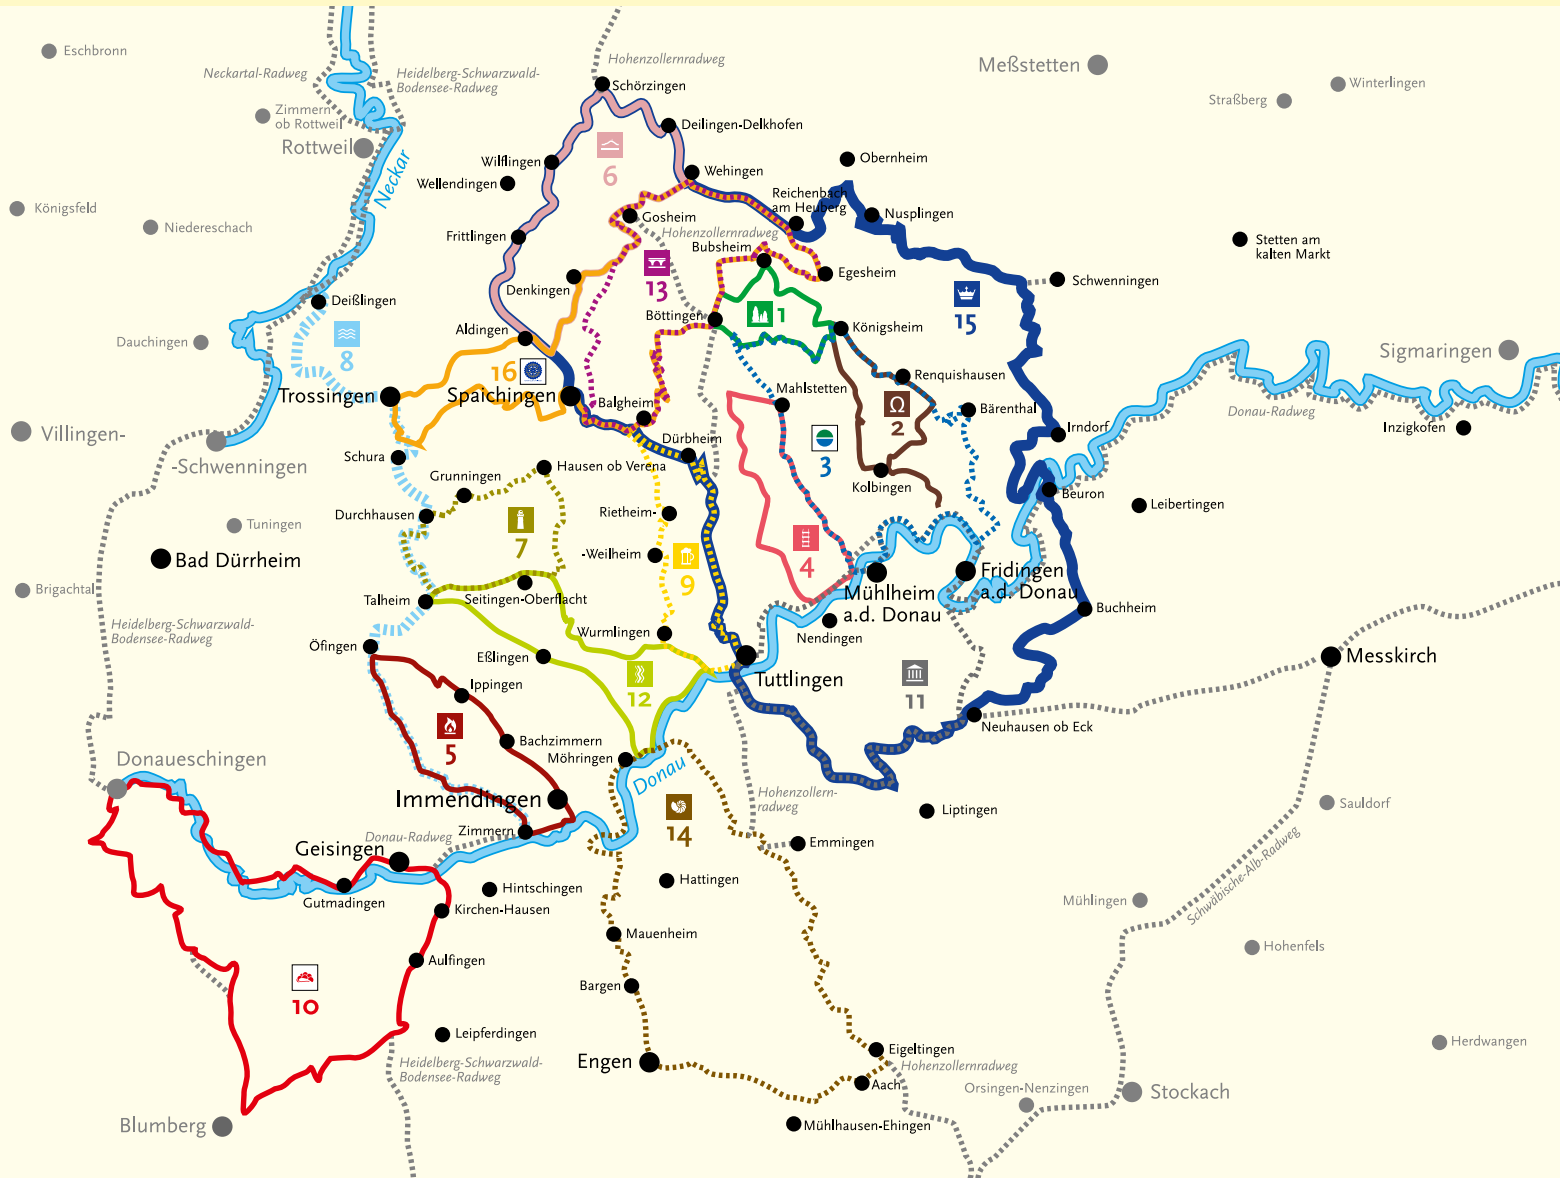 Eschbronn
Neckartal-Radweg
Heidelberg-Schwarzwald-
Bodensee-Radweg
Hohenzollernradweg
Meßstetten
Winterlingen
Straßberg
Schörzingen
Zimmern
ob Rottweil
Rottweil
Neckar
Deilingen-Delkhofen
Wilflingen
6
Wehingen
Obernheim
Wellendingen
Reichenbach
am Heuberg
Königsfeld
Niedereschach
Gosheim
Nusplingen
Frittlingen
Hohenzollernradweg
Bubsheim
Stetten am
kalten Markt
Denkingen
13
Egesheim
Schwenningen
Deißlingen
Böttingen
1
15
Aldingen
Königsheim
Dauchingen
8
16
Sigmaringen
Trossingen
Spaichingen
Balgheim
Mahlstetten
Renquishausen
Bärenthal
Donau-Radweg
2
Villingen-
-Schwenningen
Dürbheim
3
Irndorf
Inzigkofen
Schura
Grunningen
Hausen ob Verena
Kolbingen
Beuron
Leibertingen
Durchhausen
Rietheim-
Tuningen
7
-Weilheim
Bad Dürrheim
9
4
Fridingen
a.d. Donau
Brigachtal
Talheim
Seitingen-Oberflacht
Mühlheim
a.d. Donau
Buchheim
Heidelberg-Schwarzwald-
Bodensee-Radweg
Öfingen
Wurmlingen
Nendingen
Eßlingen
Messkirch
Ippingen
12
Tuttlingen
11
5
Bachzimmern
Neuhausen ob Eck
Donaueschingen
Möhringen
Donau
Immendingen
Hohenzollern-
radweg
14
Liptingen
Sauldorf
Donau-Radweg
Zimmern
Geisingen
Emmingen
Schwäbische-Alb-Radweg
Gutmadingen
Hintschingen
Hattingen
Mühlingen
Kirchen-Hausen
Mauenheim
Hohenfels
Aulfingen
10
Bargen
Leipferdingen
Heidelberg-Schwarzwald-
Bodensee-Radweg
Engen
Eigeltingen
Hohenzollernradweg
Herdwangen
Aach
Orsingen-Nenzingen
Stockach
Blumberg
Mühlhausen-Ehingen